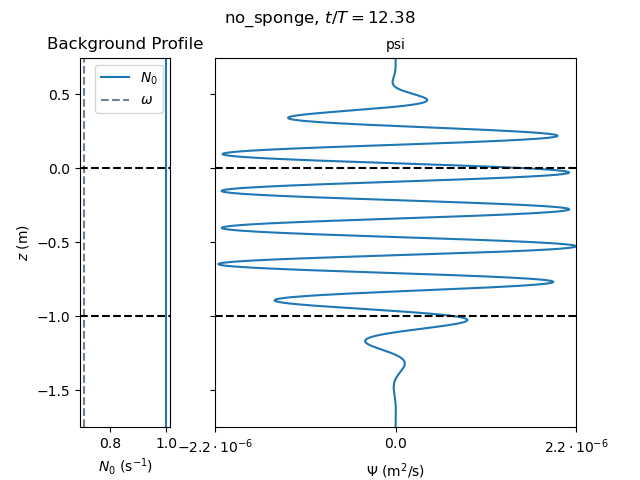 no_sponge, t/T = 12.38
Background Profile
psi
N₀
ω
0.5
0.0
−0.5
−1.0
−1.5
z (m)
0.8
1.0
N₀ (s⁻¹)
−2.2 · 10⁻⁶
0.0
2.2 · 10⁻⁶
Ψ (m²/s)